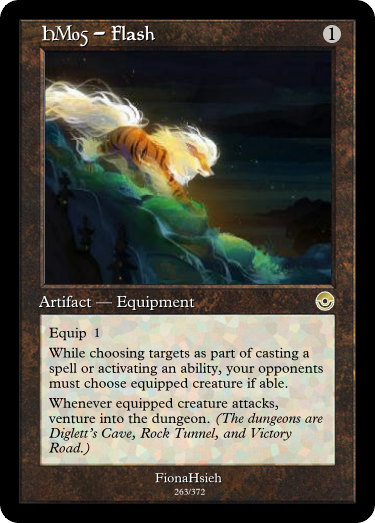 HM05 – Flash
1
Artifact — Equipment
Equip 1
While choosing targets as part of casting a
spell or activating an ability, your opponents
must choose equipped creature if able.
Whenever equipped creature attacks,
venture into the dungeon. (The dungeons are
Diglett's Cave, Rock Tunnel, and Victory
Road.)
FionaHsieh
263/372